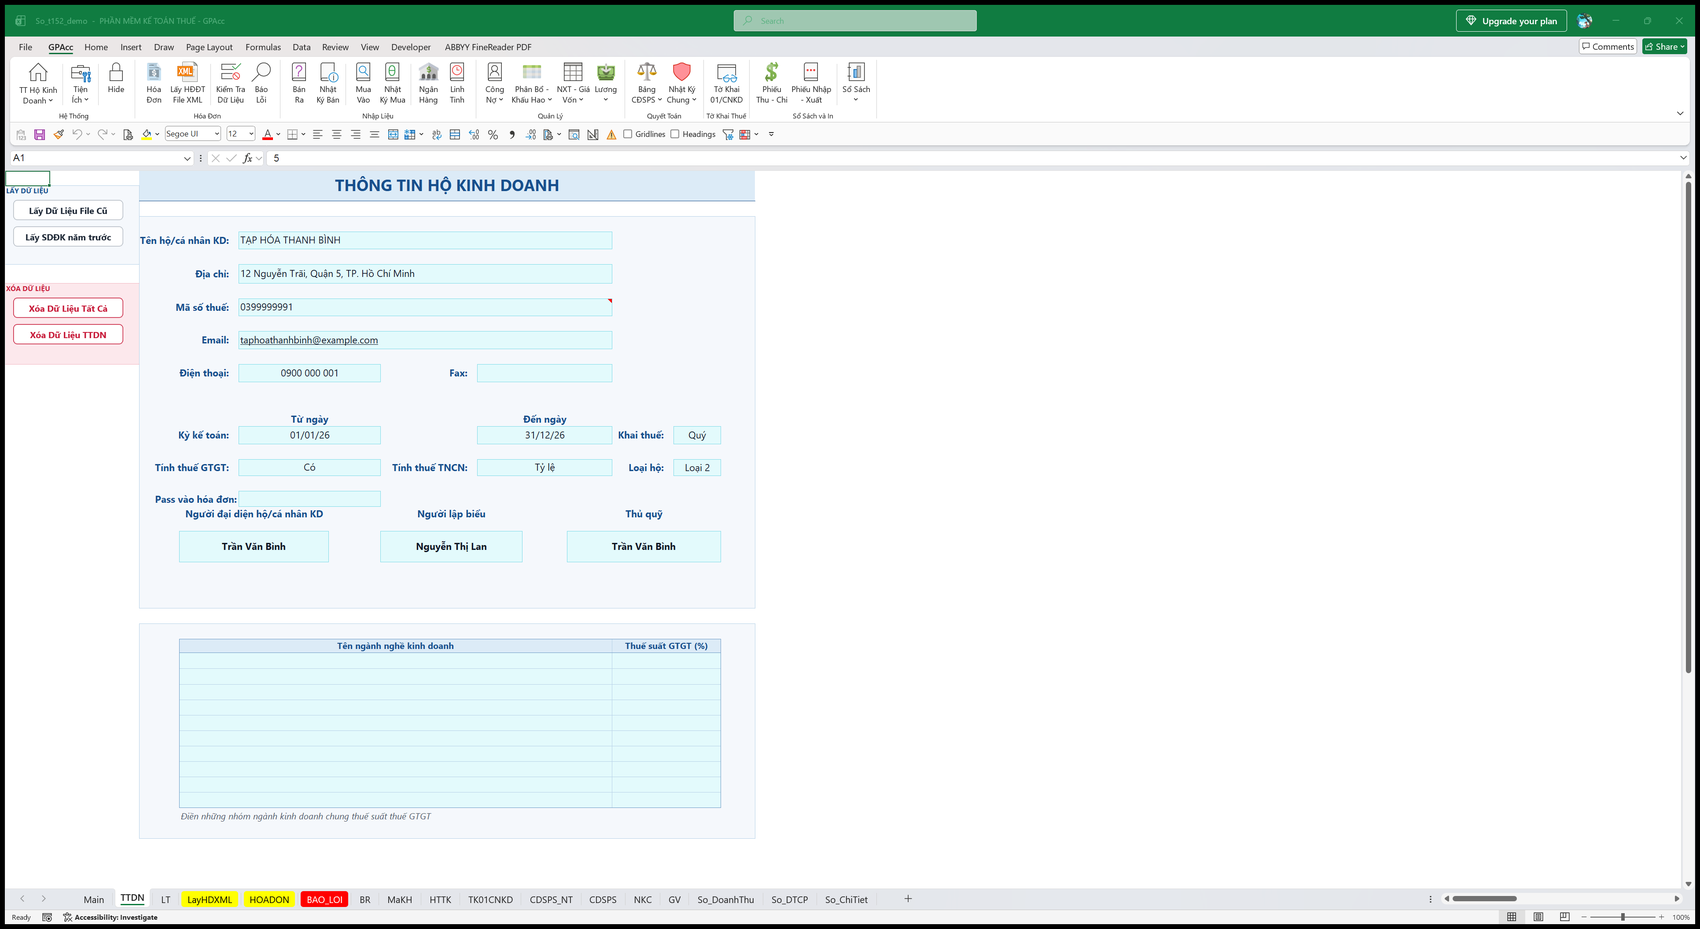 So_t152_demo - PHẦN MỀM KẾ TOÁN THUẾ - GPAcc
Search
Upgrade your plan
File GPAcc Home Insert Draw Page Layout Formulas Data Review View Developer ABBYY FineReader PDF
Comments Share
TT Hộ Kinh Doanh
Tiện Ích
Hide
Hệ Thống
Hóa Đơn
Lấy HĐĐT File XML
Kiểm Tra Dữ Liệu
Báo Lỗi
Hóa Đơn
Bán Ra
Nhật Ký Bán
Mua Vào
Nhật Ký Mua
Ngân Hàng
Linh Tinh
Nhập Liệu
Công Nợ
Phân Bổ - Khấu Hao
NXT - Giá Vốn
Lương
Quản Lý
Bảng CĐSPS
Nhật Ký Chung
Quyết Toán
Tờ Khai 01/CNKD
Tờ Khai Thuế
Phiếu Thu - Chi
Phiếu Nhập - Xuất
Sổ Sách
Sổ Sách và In
Segoe UI 12 Gridlines Headings
A1 fx 5
THÔNG TIN HỘ KINH DOANH
LẤY DỮ LIỆU
Lấy Dữ Liệu File Cũ
Lấy SDĐK năm trước
XÓA DỮ LIỆU
Xóa Dữ Liệu Tất Cả
Xóa Dữ Liệu TTDN
Tên hộ/cá nhân KD: TẠP HÓA THANH BÌNH
Địa chỉ: 12 Nguyễn Trãi, Quận 5, TP. Hồ Chí Minh
Mã số thuế: 0399999991
Email: taphoathanhbinh@example.com
Điện thoại: 0900 000 001 Fax:
Từ ngày Đến ngày
Kỳ kế toán: 01/01/26 31/12/26 Khai thuế: Quý
Tính thuế GTGT: Có Tính thuế TNCN: Tỷ lệ Loại hộ: Loại 2
Pass vào hóa đơn:
Người đại diện hộ/cá nhân KD Người lập biểu Thủ quỹ
Trần Văn Bình Nguyễn Thị Lan Trần Văn Bình
Tên ngành nghề kinh doanh Thuế suất GTGT (%)
Điền những nhóm ngành kinh doanh chung thuế suất thuế GTGT
Main TTDN LT LayHDXML HOADON BAO_LOI BR MaKH HTTK TK01CNKD CDSPS_NT CDSPS NKC GV So_DoanhThu So_DTCP So_ChiTiet
Ready Accessibility: Investigate 100%